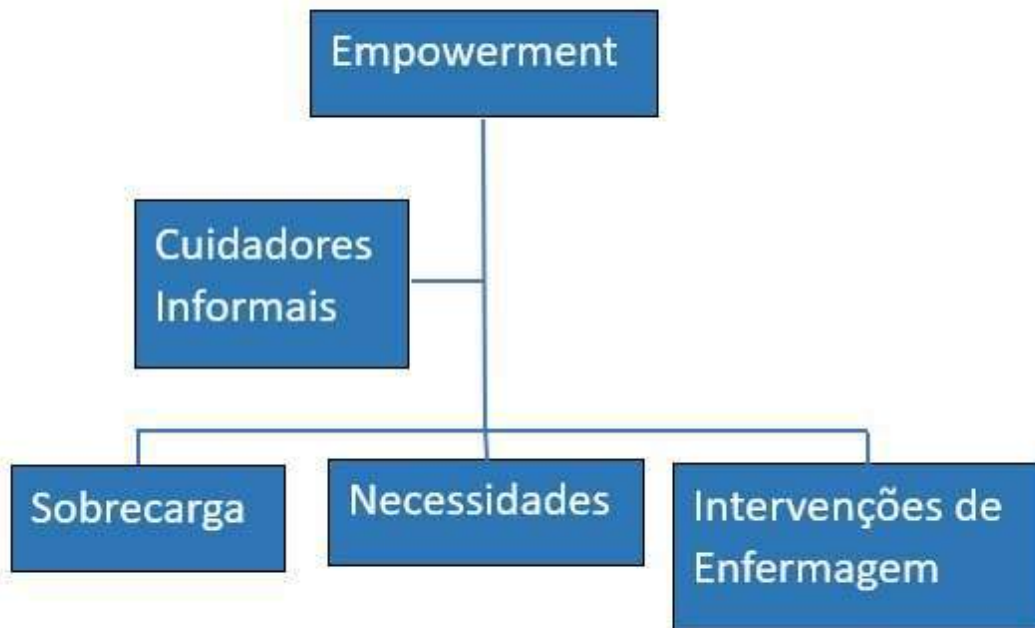 Empowerment
Cuidadores
Informais
Sobrecarga
Necessidades
Intervenções de
Enfermagem